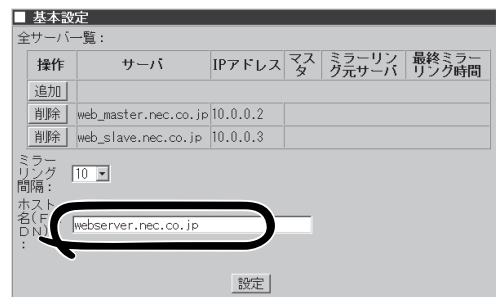 ■ 基本設定
全サーバ一覧：
操作 サーバ IPアドレス マスタ ミラーリング元サーバ 最終ミラーリング時間
追加
削除 web_master.nec.co.jp 10.0.0.2
削除 web_slave.nec.co.jp 10.0.0.3
ミラー
リング
間隔： 10
ホスト
名(F
DN) webserver.nec.co.jp
：
設定